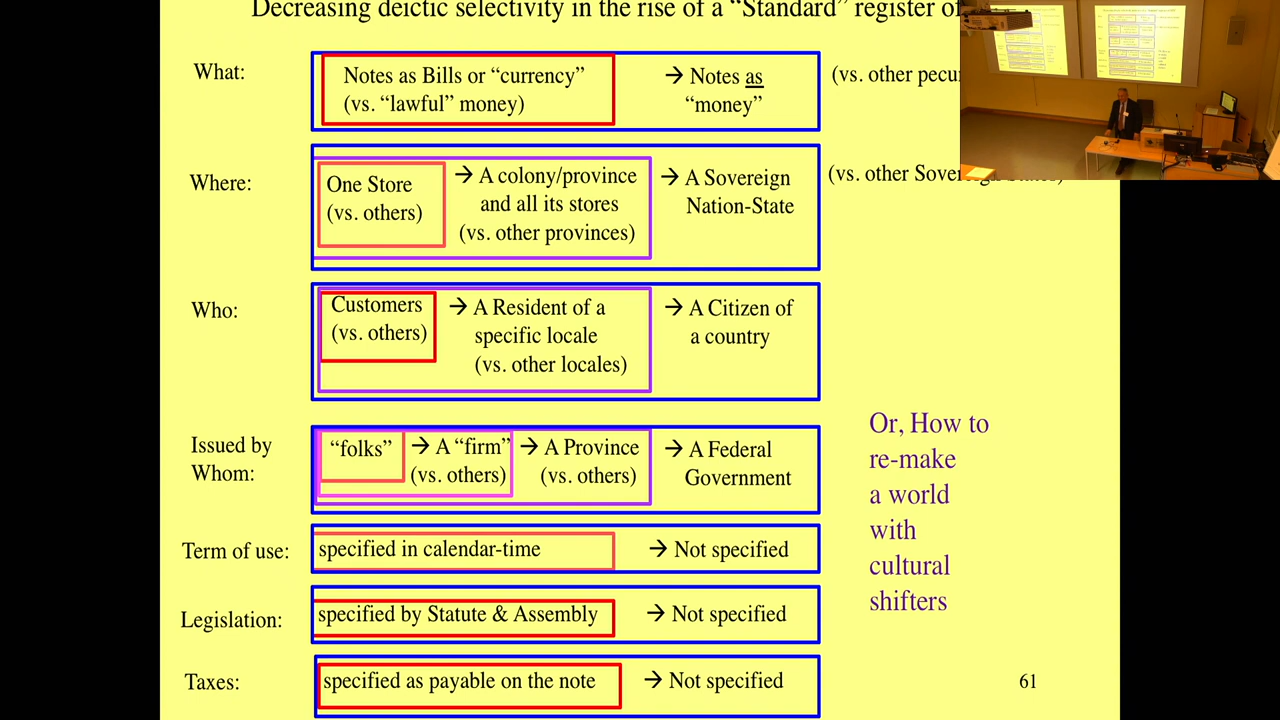 Decreasing deictic selectivity in the rise of a “Standard” register of
What:
Notes as Bills or “currency”
(vs. “lawful” money)
→ Notes as
“money”
(vs. other
Where:
One Store
(vs. others)
→ A colony/province
and all its stores
(vs. other provinces)
→ A Sovereign
Nation-State
(vs. other Sovereign States)
Who:
Customers
(vs. others)
→ A Resident of a
specific locale
(vs. other locales)
→ A Citizen of
a country
Issued by
Whom:
“folks”
→ A “firm”
(vs. others)
→ A Province
(vs. others)
→ A Federal
Government
Term of use:
specified in calendar-time
→ Not specified
Legislation:
specified by Statute & Assembly
→ Not specified
Taxes:
specified as payable on the note
→ Not specified
Or, How to
re-make
a world
with
cultural
shifters
61